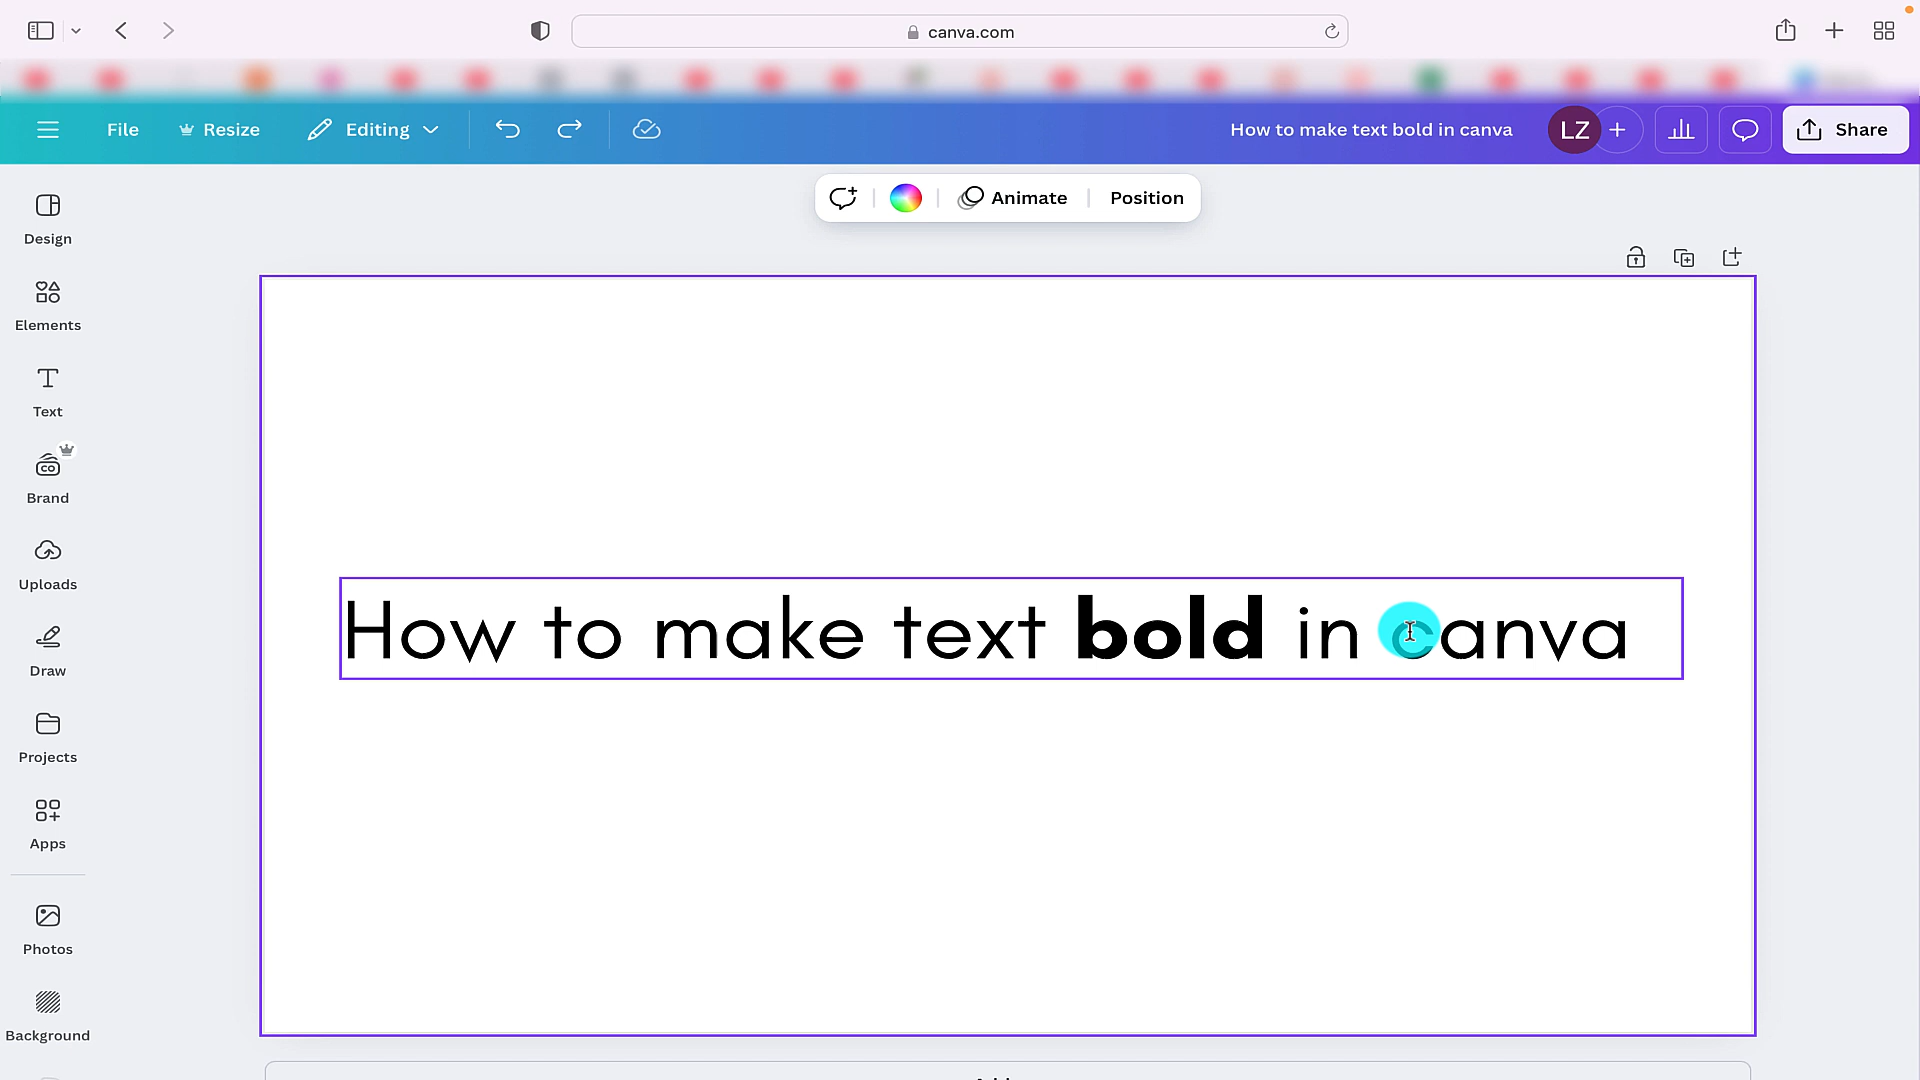 canva.com
File
Resize
Editing
How to make text bold in canva
LZ
Share
Animate
Position
Design
Elements
Text
CO
Brand
Uploads
Draw
Projects
Apps
Photos
Background
How to make text bold in canva